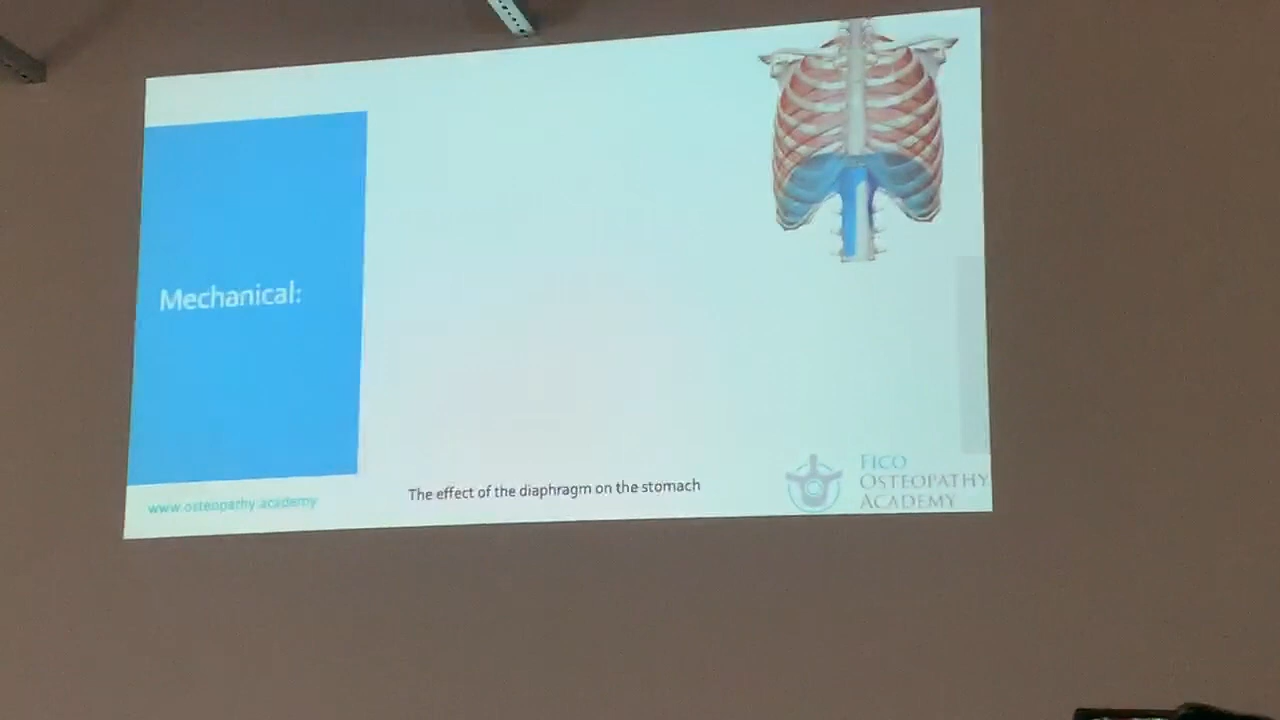 Mechanical:
www.osteopathy.academy
The effect of the diaphragm on the stomach
FICO
OSTEOPATHY
ACADEMY